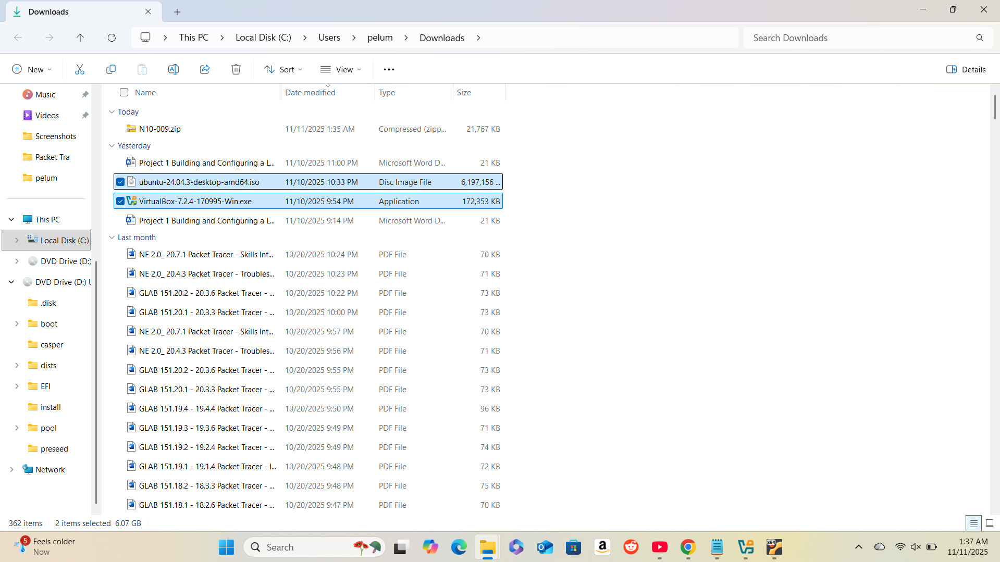 Downloads
This PC
Local Disk (C:)
Users
pelum
Downloads
Search Downloads
New
Sort
View
Details
Music
Videos
Screenshots
Packet Tra
pelum
This PC
Local Disk (C:)
DVD Drive (D:)
DVD Drive (D:) U
.disk
boot
casper
dists
EFI
install
pool
preseed
Network
Name Date modified Type Size
Today
N10-009.zip 11/11/2025 1:35 AM Compressed (zipp... 21,767 KB
Yesterday
Project 1 Building and Configuring a L... 11/10/2025 11:00 PM Microsoft Word D... 21 KB
ubuntu-24.04.3-desktop-amd64.iso 11/10/2025 10:33 PM Disc Image File 6,197,156 ...
VirtualBox-7.2.4-170995-Win.exe 11/10/2025 9:54 PM Application 172,353 KB
Project 1 Building and Configuring a L... 11/10/2025 9:14 PM Microsoft Word D... 21 KB
Last month
NE 2.0_ 20.7.1 Packet Tracer - Skills Int... 10/20/2025 10:24 PM PDF File 70 KB
NE 2.0_ 20.4.3 Packet Tracer - Troubles... 10/20/2025 10:23 PM PDF File 71 KB
GLAB 151.20.2 - 20.3.6 Packet Tracer - ... 10/20/2025 10:22 PM PDF File 73 KB
GLAB 151.20.1 - 20.3.3 Packet Tracer - ... 10/20/2025 10:00 PM PDF File 73 KB
NE 2.0_ 20.7.1 Packet Tracer - Skills Int... 10/20/2025 9:57 PM PDF File 70 KB
NE 2.0_ 20.4.3 Packet Tracer - Troubles... 10/20/2025 9:56 PM PDF File 71 KB
GLAB 151.20.2 - 20.3.6 Packet Tracer - ... 10/20/2025 9:55 PM PDF File 73 KB
GLAB 151.20.1 - 20.3.3 Packet Tracer - ... 10/20/2025 9:55 PM PDF File 73 KB
GLAB 151.19.4 - 19.4.4 Packet Tracer - ... 10/20/2025 9:50 PM PDF File 96 KB
GLAB 151.19.3 - 19.3.6 Packet Tracer - ... 10/20/2025 9:49 PM PDF File 71 KB
GLAB 151.19.2 - 19.2.4 Packet Tracer - ... 10/20/2025 9:49 PM PDF File 74 KB
GLAB 151.19.1 - 19.1.4 Packet Tracer - I... 10/20/2025 9:48 PM PDF File 72 KB
GLAB 151.18.2 - 18.3.3 Packet Tracer - ... 10/20/2025 9:48 PM PDF File 75 KB
GLAB 151.18.1 - 18.2.6 Packet Tracer - ... 10/20/2025 9:47 PM PDF File 70 KB
362 items 2 items selected 6.07 GB
5
Feels colder
Now
Search
X64
1:37 AM
11/11/2025